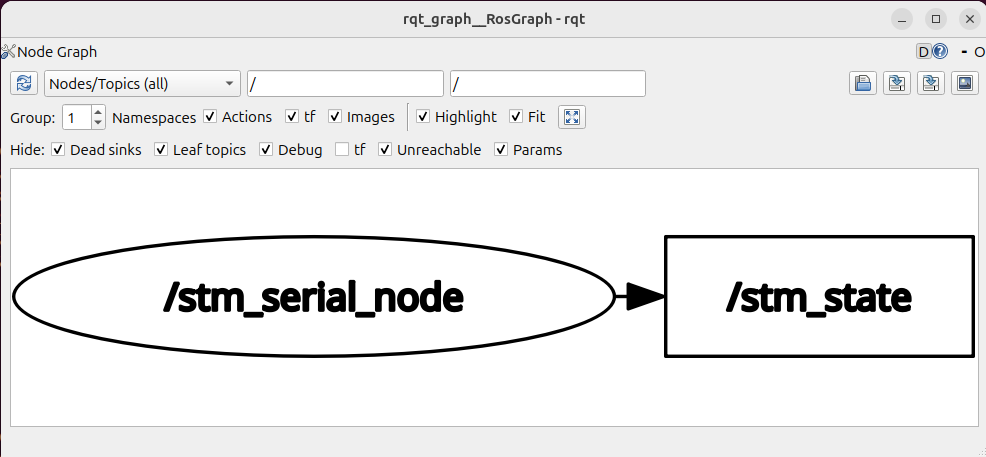 rqt_graph__RosGraph - rqt
Node Graph
D ? - O
Nodes/Topics (all) / /
Group: 1 Namespaces Actions tf Images Highlight Fit
Hide: Dead sinks Leaf topics Debug tf Unreachable Params
/stm_serial_node /stm_state